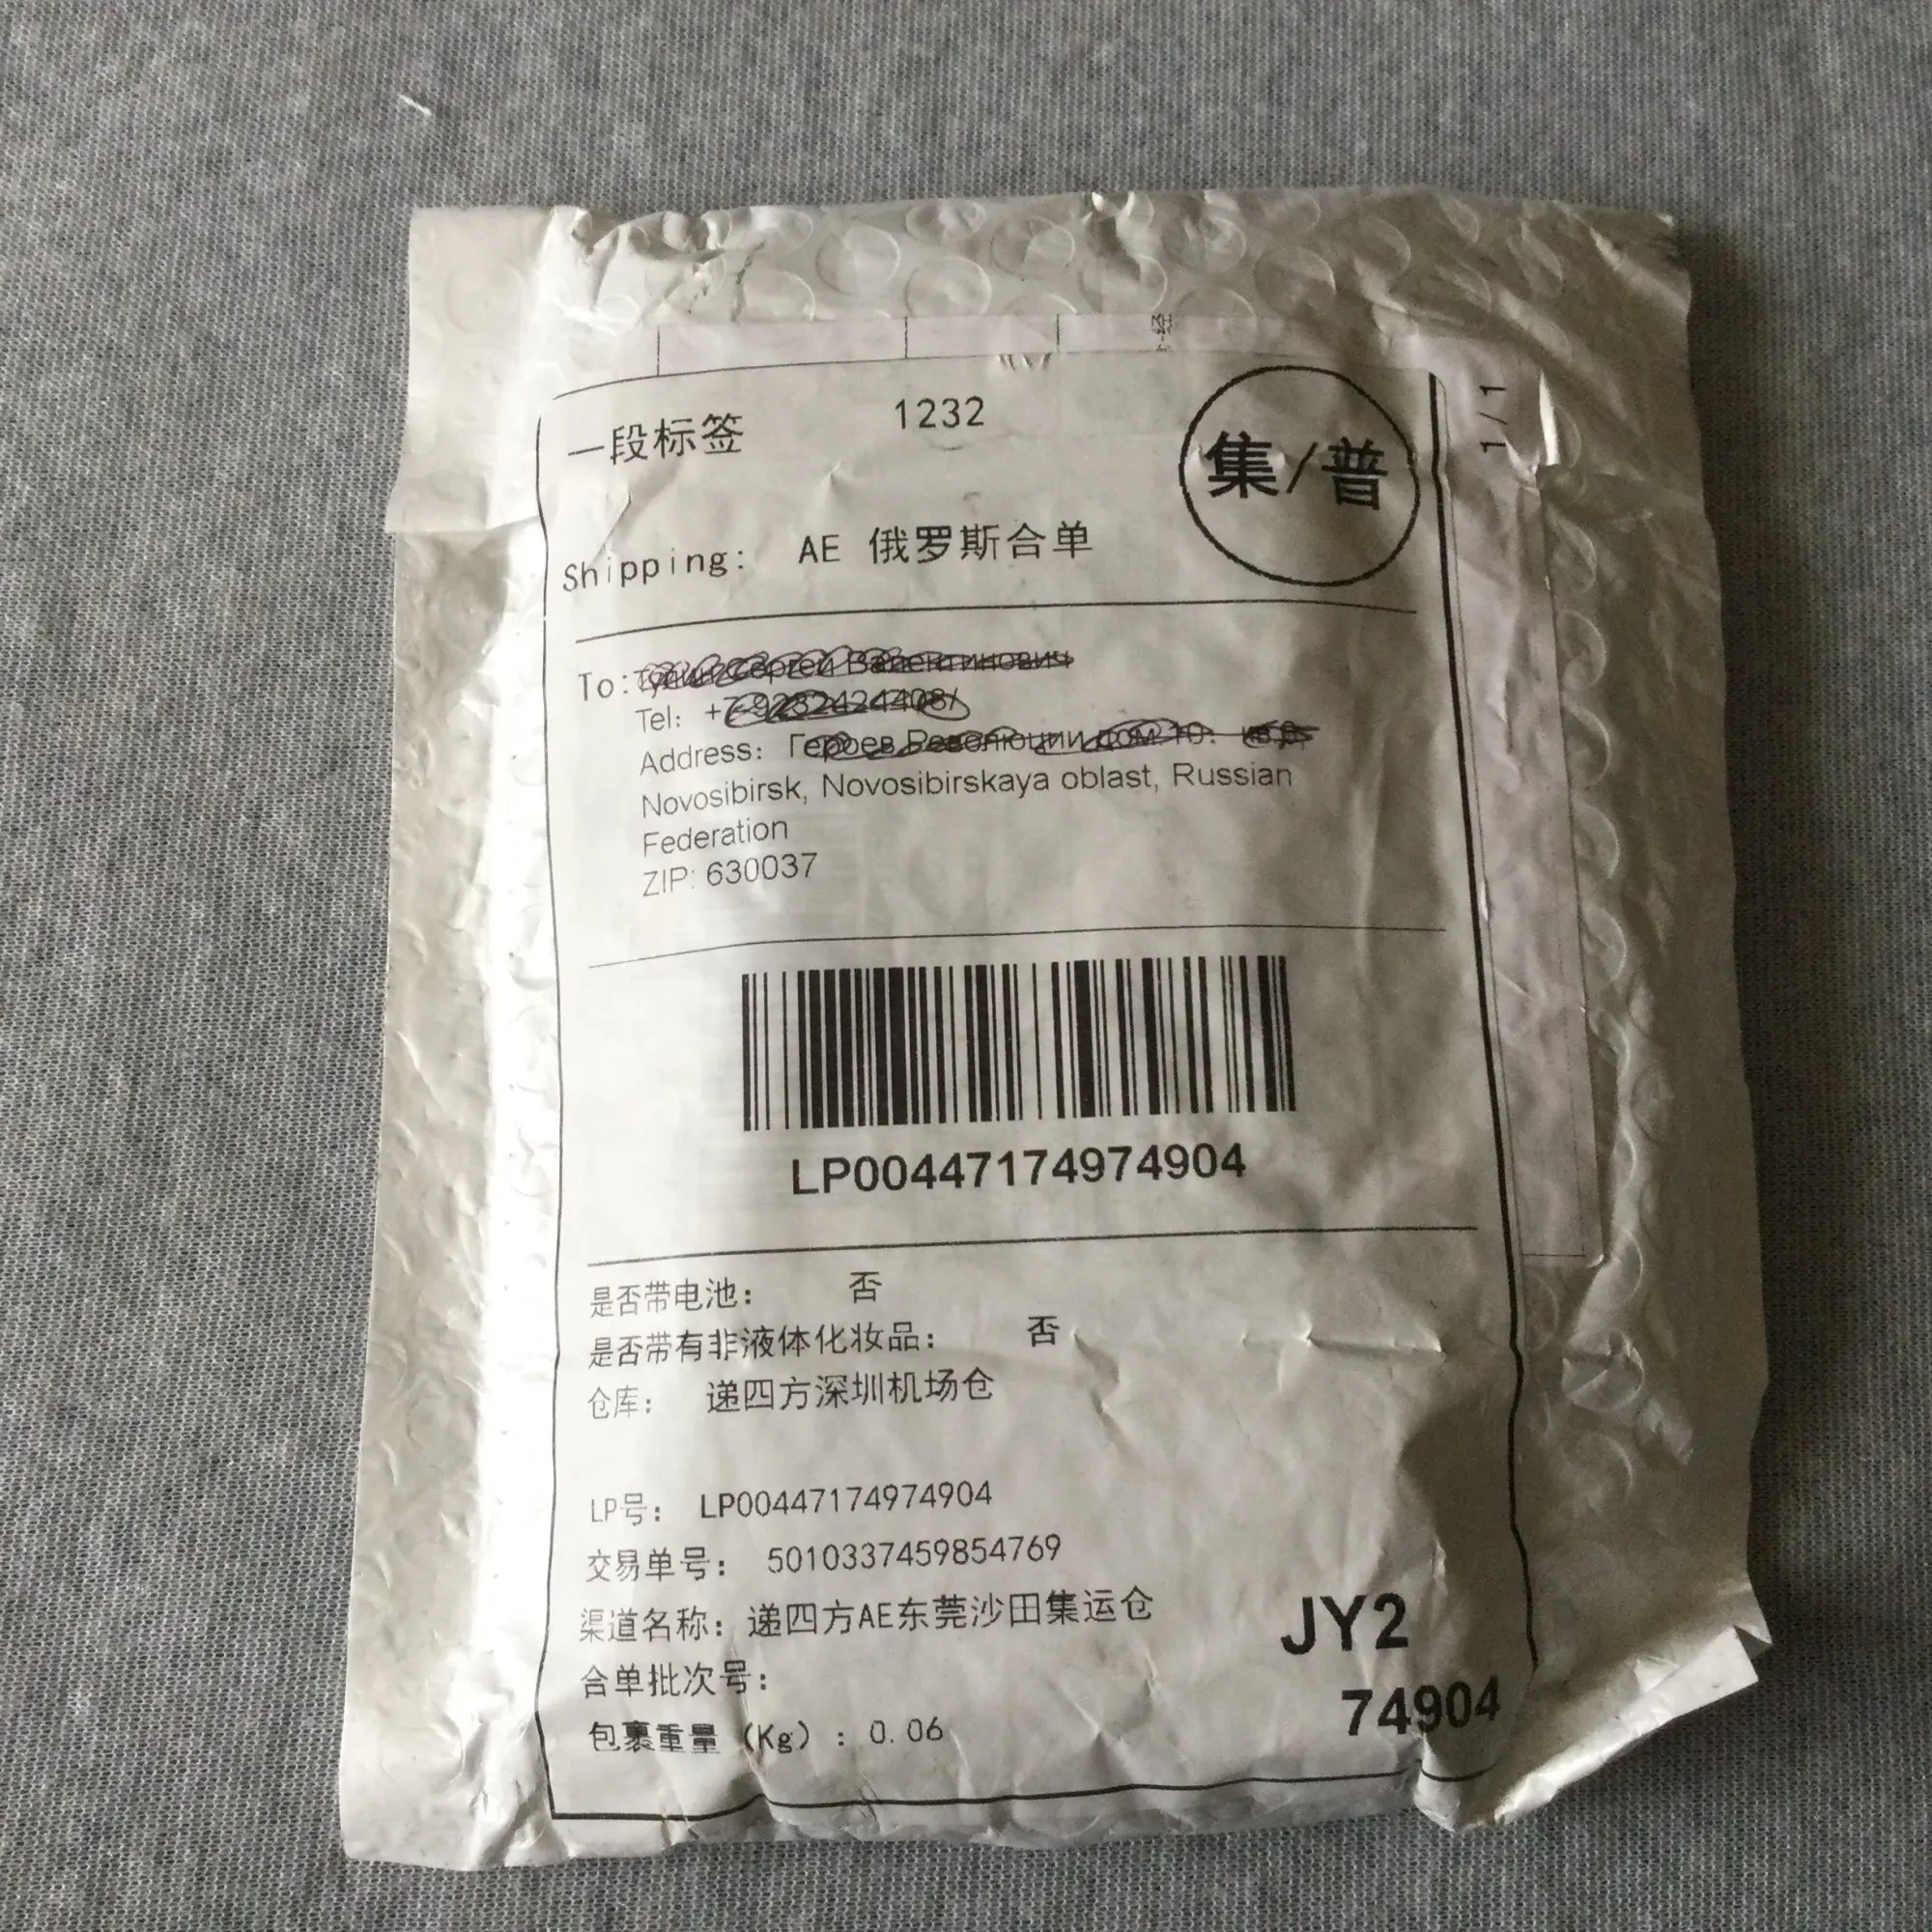 一段标签 1232
集/普
1/1
Shipping: AE 俄罗斯合单
To:
Tel: +
Address:
Novosibirsk, Novosibirskaya oblast, Russian
Federation
ZIP: 630037
LP00447174974904
是否带电池: 否
是否带有非液体化妆品: 否
仓库: 递四方深圳机场仓
LP号: LP00447174974904
交易单号: 5010337459854769
渠道名称: 递四方AE东莞沙田集运仓
合单批次号:
包裹重量 (Kg) : 0.06
JY2
74904